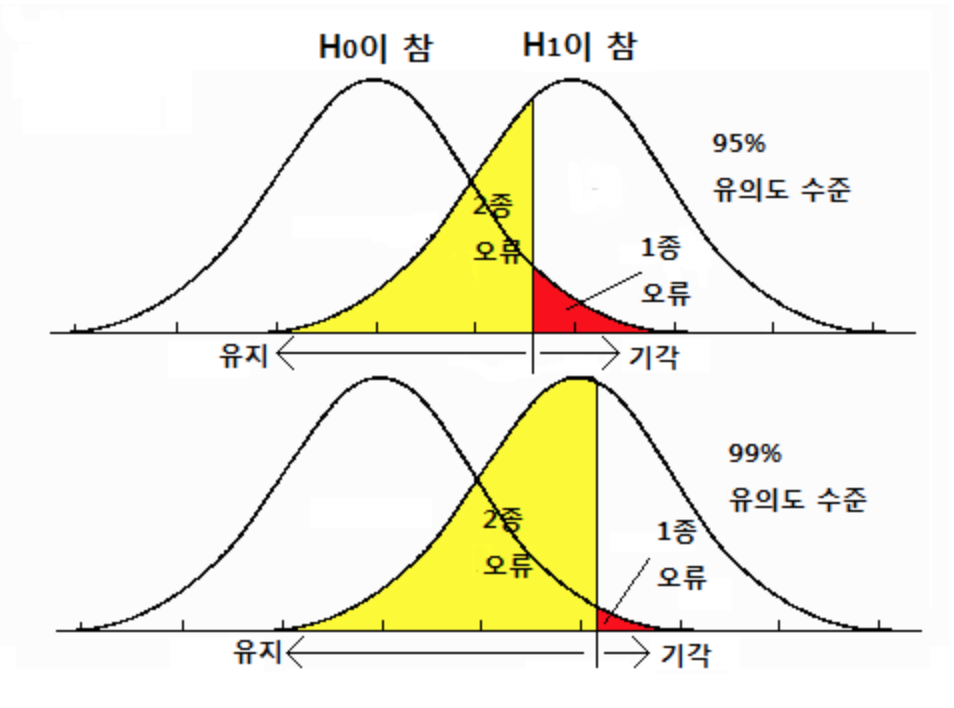 H0이 참 H1이 참
95%
유의도 수준
2종
오류
1종
오류
유지 기각
99%
유의도 수준
2종
오류
1종
오류
유지 기각